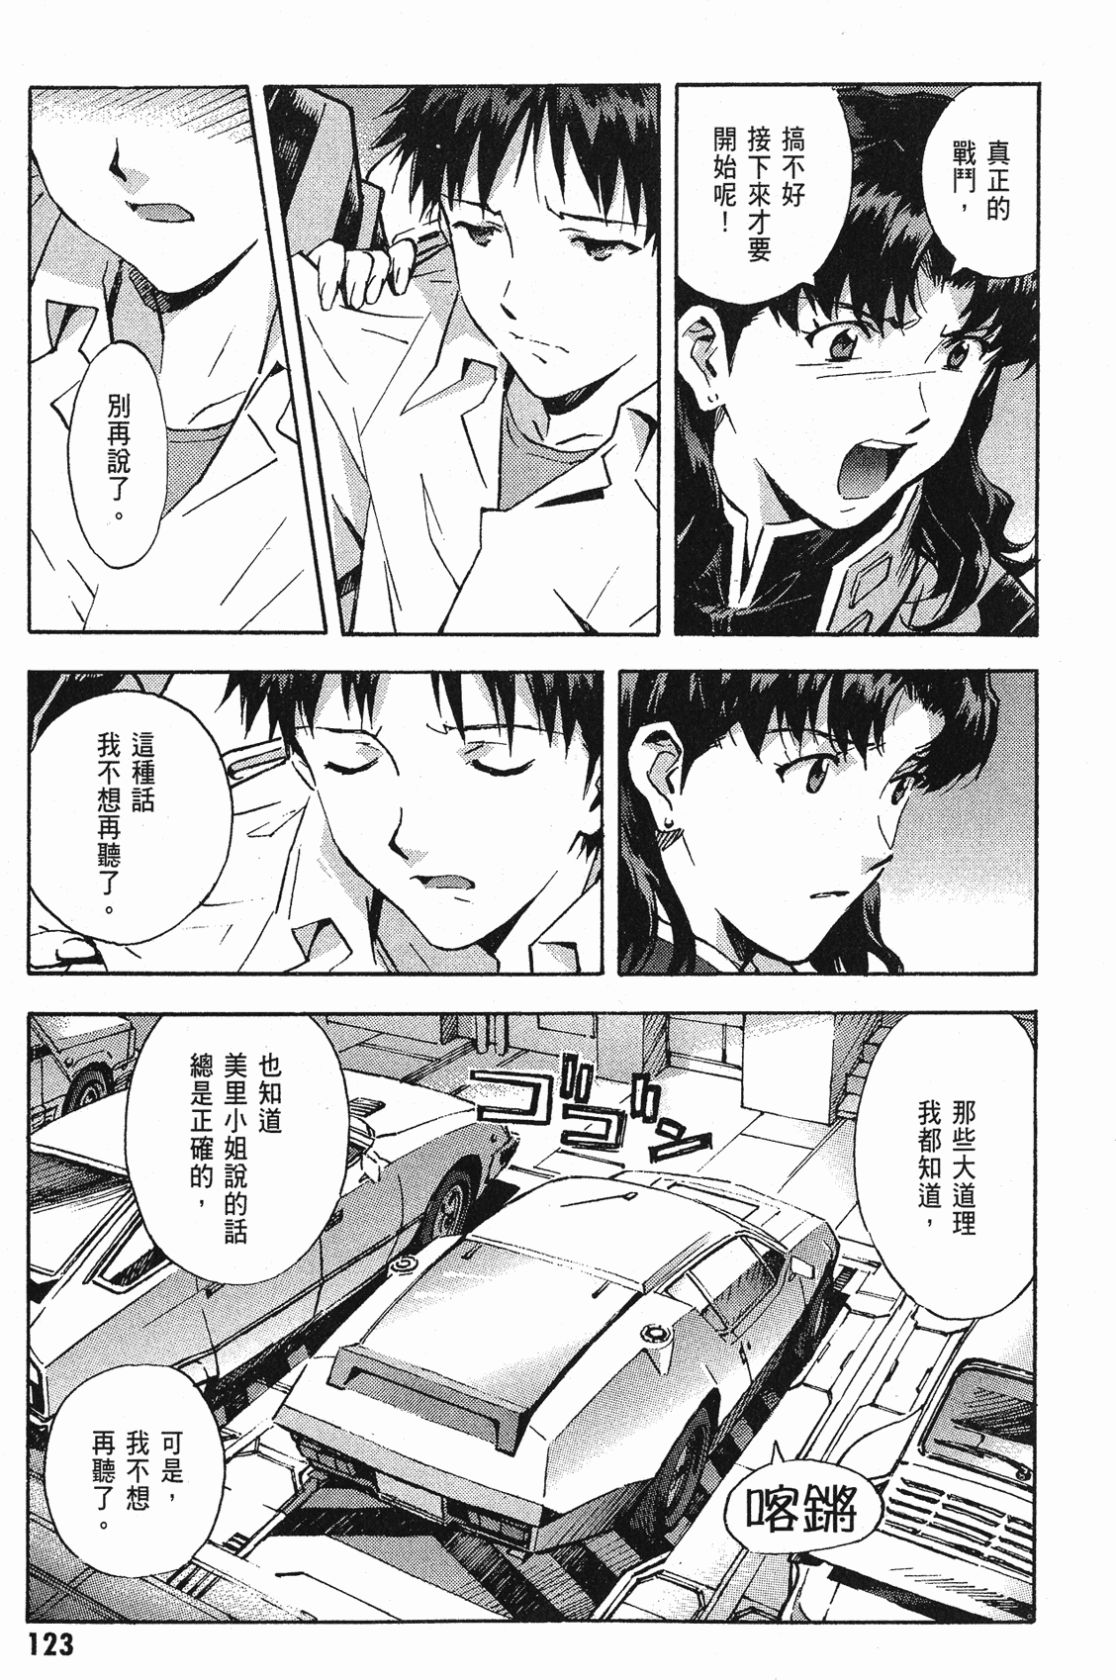 真正的
戰鬥，
搞不好
接下來才要
開始呢！
別再說了。
這種話
我不想再聽了。
那些大道理
我都知道，
也知道
美里小姐說的話
總是正確的，
ゴゴン
喀鏘
可是，
我不想
再聽了。
123